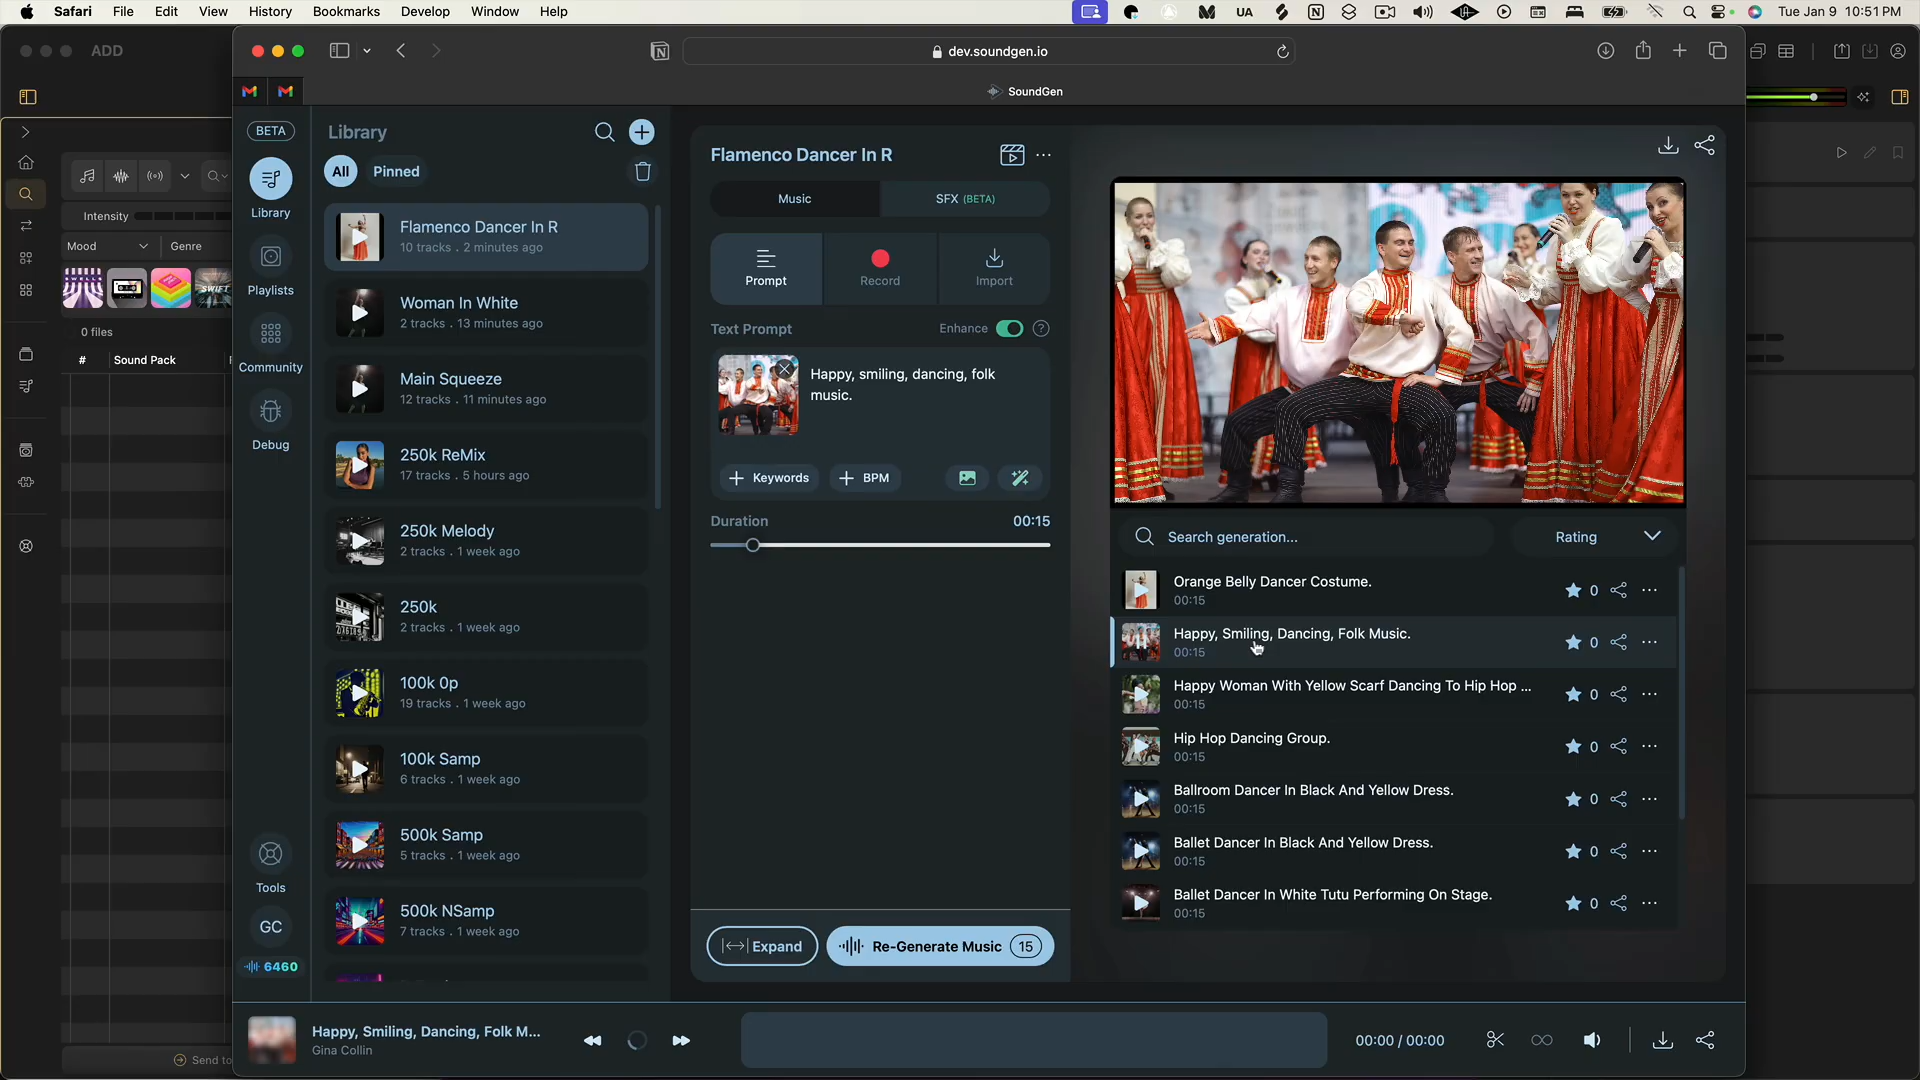 Safari File Edit View History Bookmarks Develop Window Help
UA
Tue Jan 9 10:51 PM
ADD
dev.soundgen.io
SoundGen
Intensity
Mood
Genre
0 files
#
Sound Pack
Send to
BETA
Library
Playlists
Community
Debug
Tools
GC
6460
Library
All
Pinned
Flamenco Dancer In R
10 tracks . 2 minutes ago
Woman In White
2 tracks . 13 minutes ago
Main Squeeze
12 tracks . 11 minutes ago
250k ReMix
17 tracks . 5 hours ago
250k Melody
2 tracks . 1 week ago
250k
2 tracks . 1 week ago
100k 0p
19 tracks . 1 week ago
100k Samp
6 tracks . 1 week ago
500k Samp
5 tracks . 1 week ago
500k NSamp
7 tracks . 1 week ago
Flamenco Dancer In R
Music
SFX (BETA)
Prompt
Record
Import
Text Prompt
Enhance
?
Happy, smiling, dancing, folk
music.
+ Keywords
+ BPM
Duration
00:15
Expand
Re-Generate Music 15
Search generation...
Rating
Orange Belly Dancer Costume.
00:15
0
Happy, Smiling, Dancing, Folk Music.
00:15
0
Happy Woman With Yellow Scarf Dancing To Hip Hop ...
00:15
0
Hip Hop Dancing Group.
00:15
0
Ballroom Dancer In Black And Yellow Dress.
00:15
0
Ballet Dancer In Black And Yellow Dress.
00:15
0
Ballet Dancer In White Tutu Performing On Stage.
00:15
0
Happy, Smiling, Dancing, Folk M...
Gina Collin
00:00 / 00:00